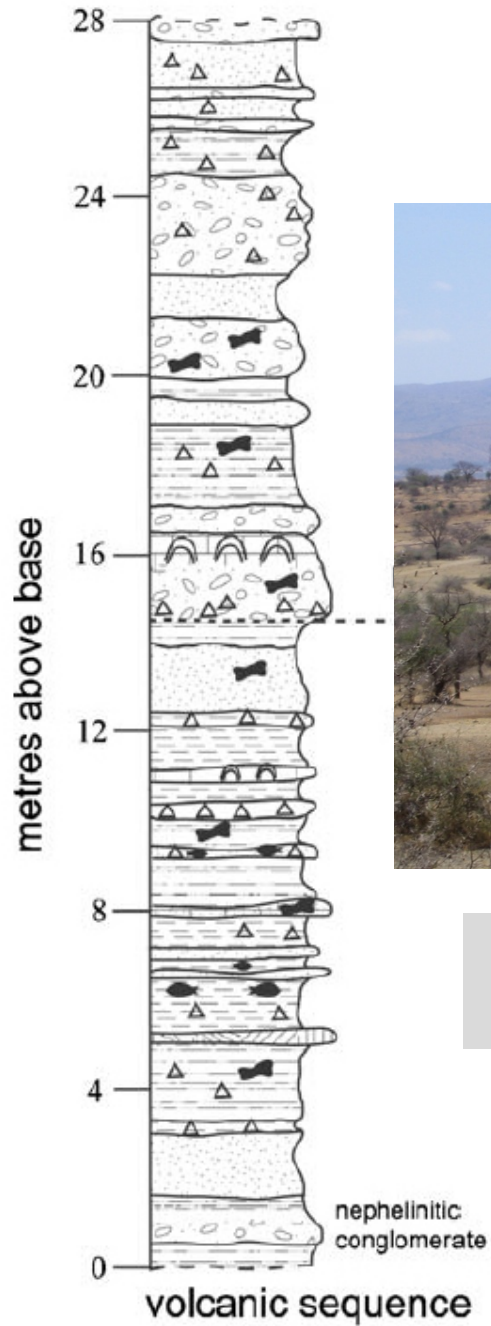 28
24
20
16
12
8
4
0
metres above base
nephelinitic
conglomerate
volcanic sequence